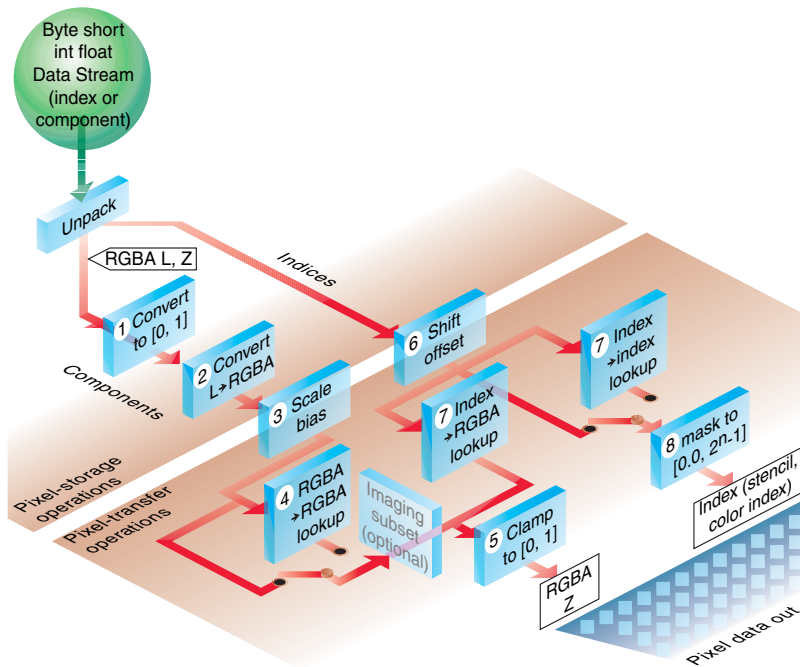 Byte short
int float
Data Stream
(index or
component)
Unpack
RGBA L, Z
Indices
Components
1 Convert
to [0, 1]
2 Convert
L→RGBA
3 Scale
bias
6 Shift
offset
7 Index
→index
lookup
7 Index
→RGBA
lookup
8 mask to
[0.0, 2ⁿ-1]
Pixel-storage
operations
Pixel-transfer
operations
4 RGBA
→RGBA
lookup
Imaging
subset
(optional)
5 Clamp
to [0, 1]
Index (stencil,
color index)
RGBA
Z
Pixel data out